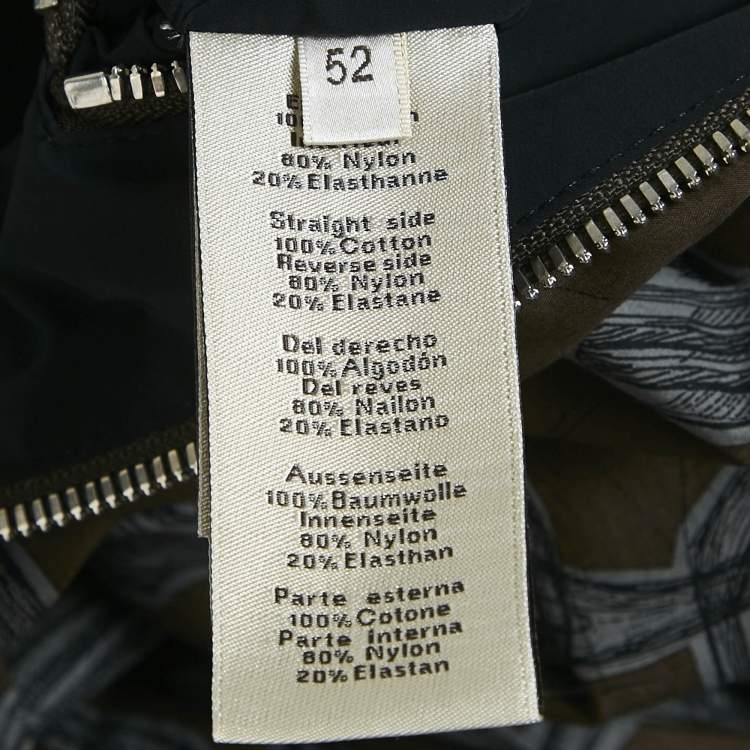 52
80% Nylon
20% Elasthanne
Straight side
100% Cotton
Reverse side
80% Nylon
20% Elastane
Del derecho
100% Algodón
Del reves
80% Nailon
20% Elastano
Aussenseite
100% Baumwolle
Innenseite
80% Nylon
20% Elasthan
Parte esterna
100% Cotone
Parte interna
80% Nylon
20% Elastan